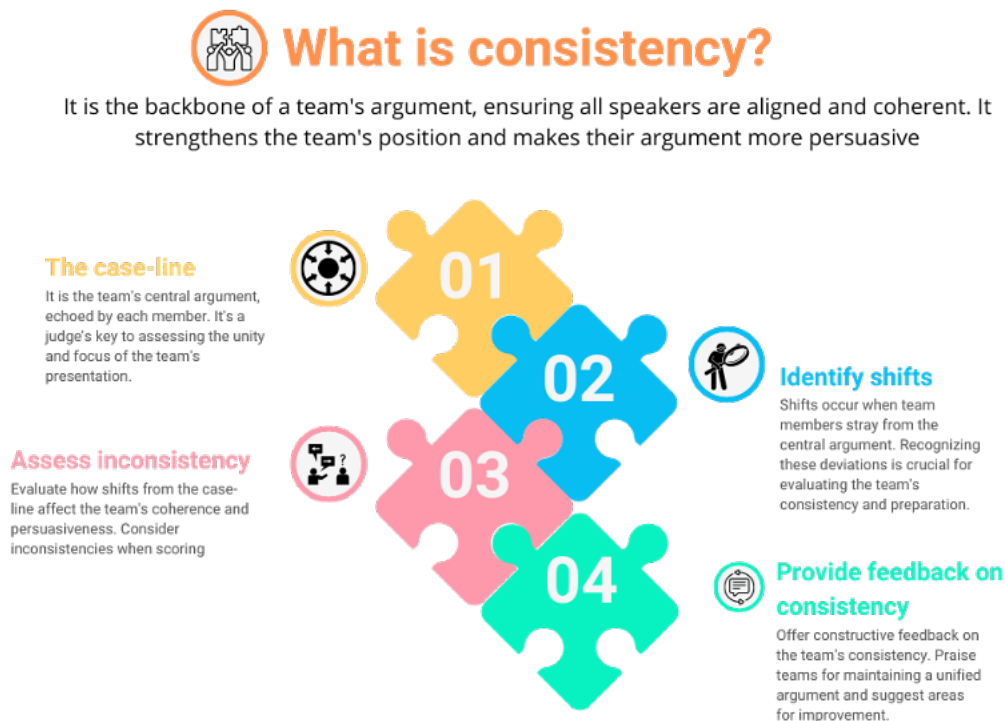 What is consistency?
It is the backbone of a team's argument, ensuring all speakers are aligned and coherent. It
strengthens the team's position and makes their argument more persuasive
01
The case-line
It is the team's central argument,
echoed by each member. It's a
judge's key to assessing the unity
and focus of the team's
presentation.
02
Identify shifts
Shifts occur when team
members stray from the
central argument. Recognizing
these deviations is crucial for
evaluating the team's
consistency and preparation.
03
Assess inconsistency
Evaluate how shifts from the case-
line affect the team's coherence and
persuasiveness. Consider
inconsistencies when scoring
?
04
Provide feedback on
consistency
Offer constructive feedback on
the team's consistency. Praise
teams for maintaining a unified
argument and suggest areas
for improvement.